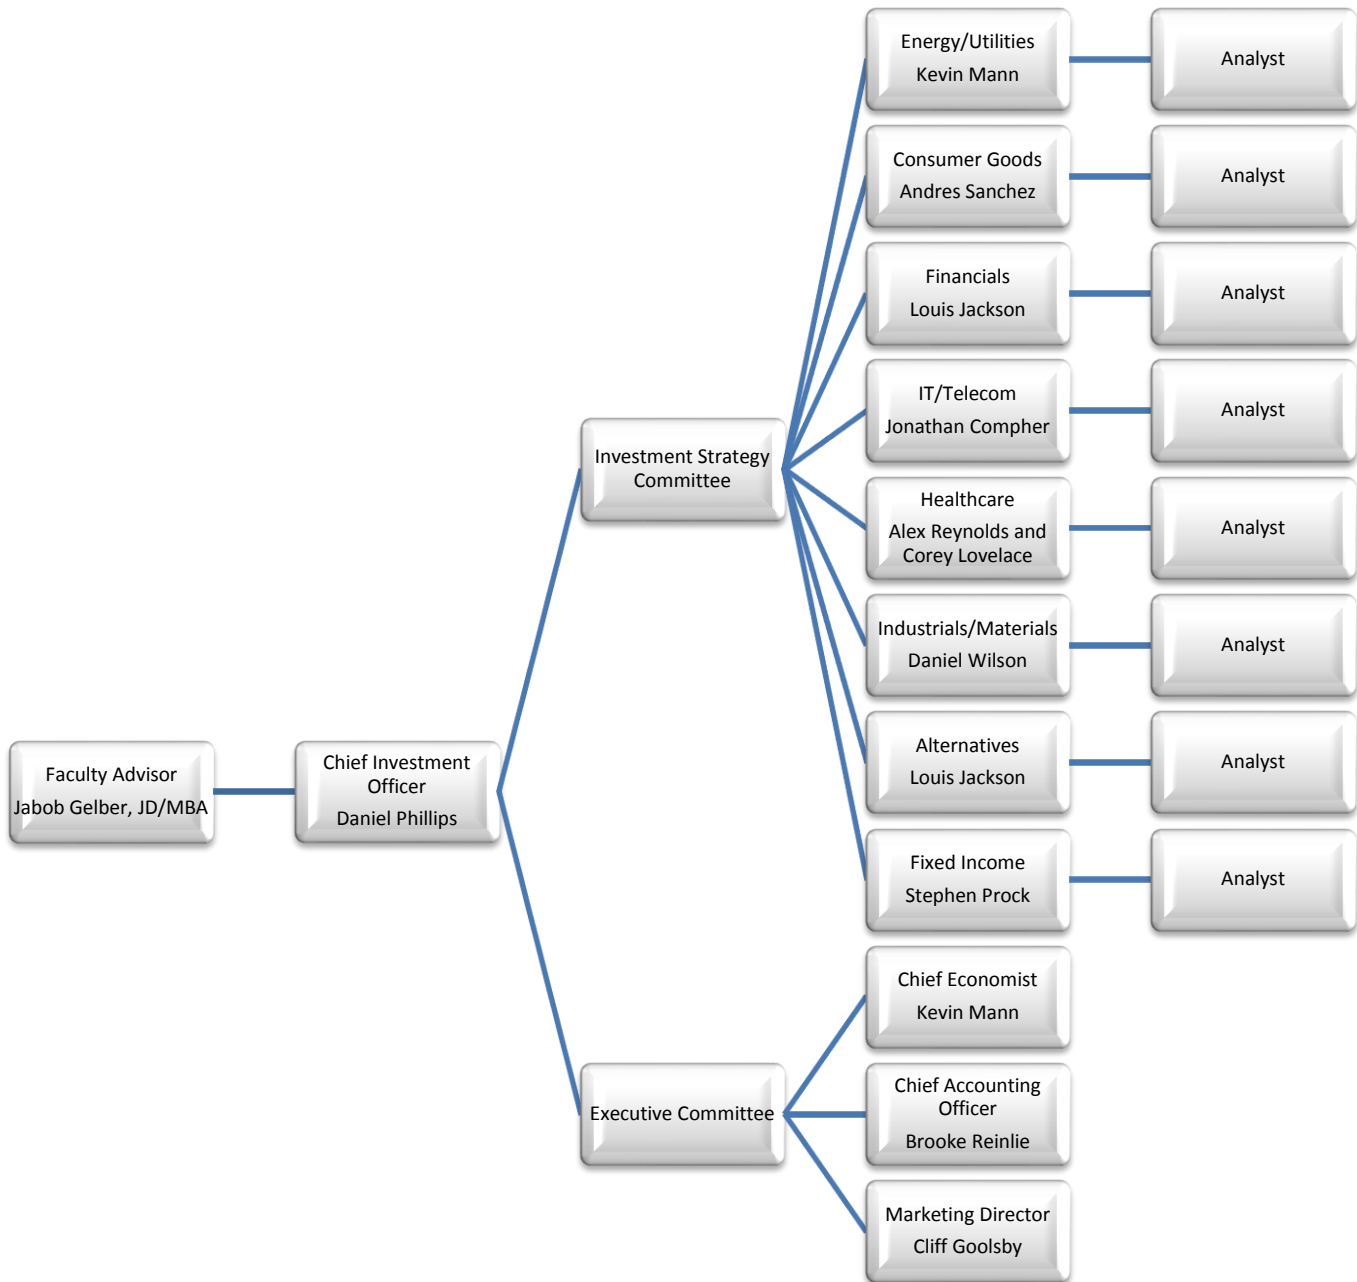 Energy/Utilities
Kevin Mann
Analyst
Consumer Goods
Andres Sanchez
Analyst
Financials
Louis Jackson
Analyst
IT/Telecom
Jonathan Compher
Analyst
Investment Strategy
Committee
Healthcare
Alex Reynolds and
Corey Lovelace
Analyst
Industrials/Materials
Daniel Wilson
Analyst
Faculty Advisor
Jabob Gelber, JD/MBA
Chief Investment
Officer
Daniel Phillips
Alternatives
Louis Jackson
Analyst
Fixed Income
Stephen Prock
Analyst
Executive Committee
Chief Economist
Kevin Mann
Chief Accounting
Officer
Brooke Reinlie
Marketing Director
Cliff Goolsby